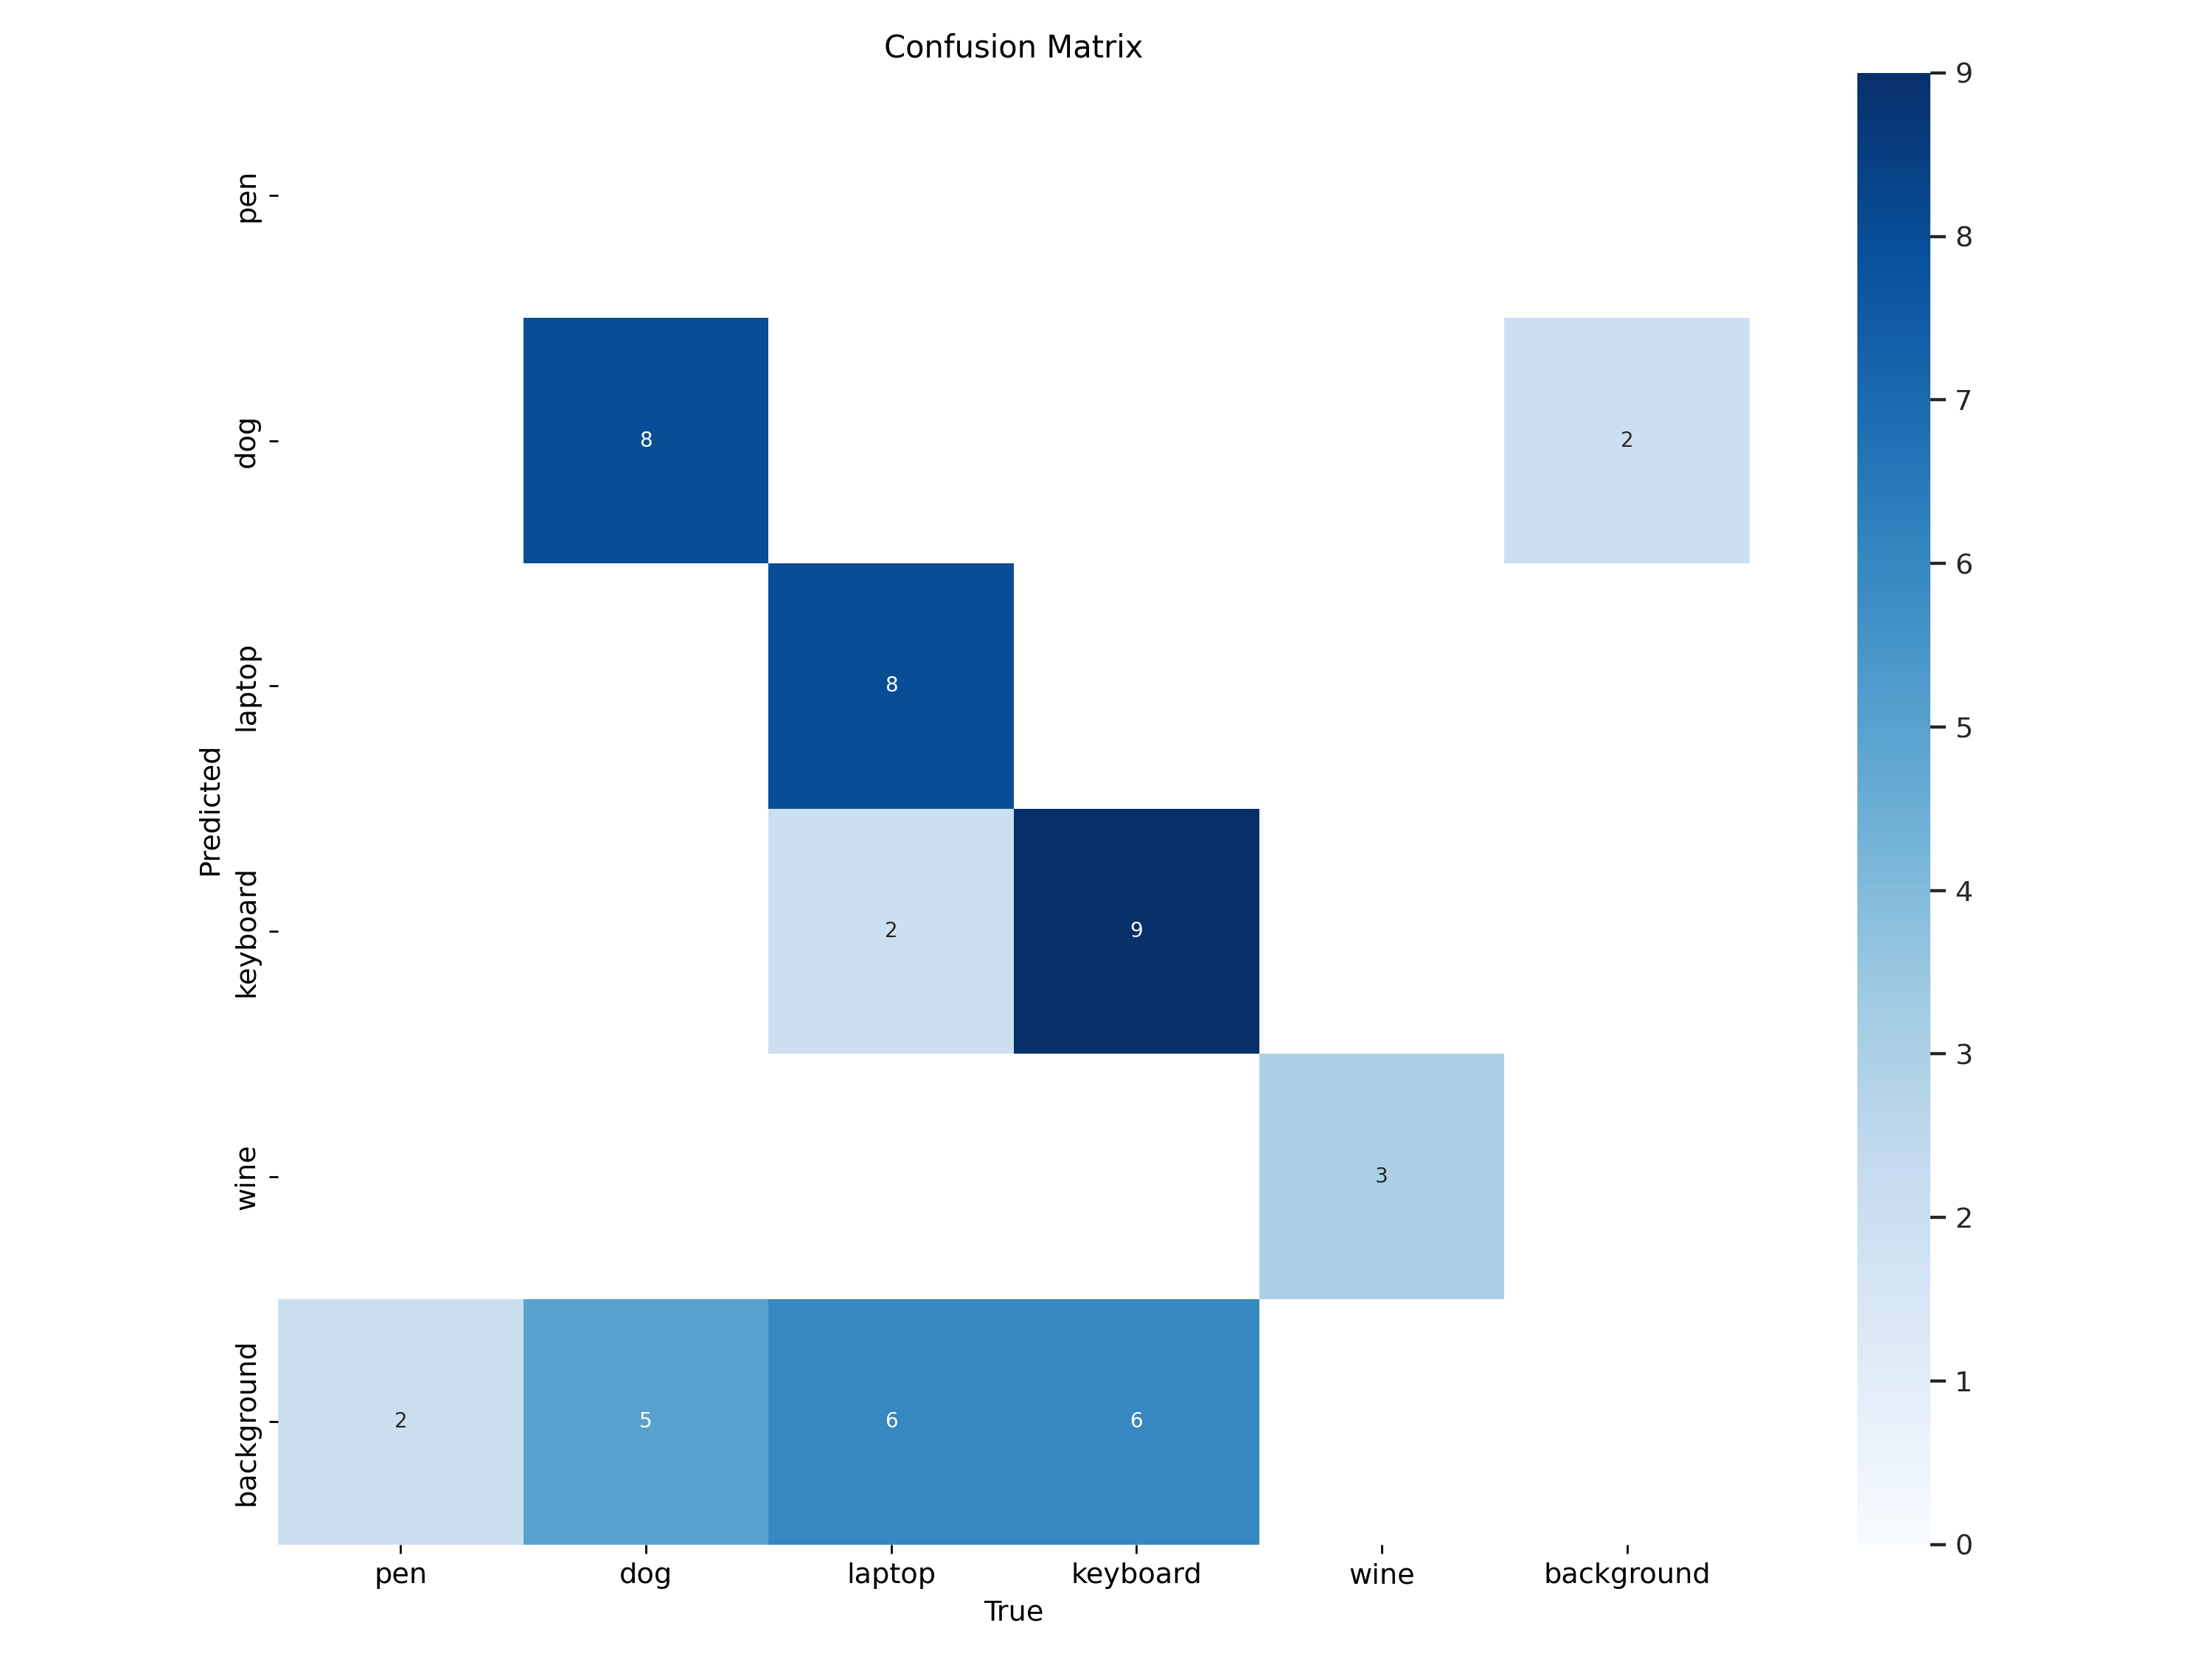 Confusion Matrix
9
pen
8
dog
8
2
7
6
laptop
8
5
Predicted
keyboard
2
9
4
3
wine
3
2
background
2
5
6
6
1
0
pen
dog
laptop
keyboard
wine
background
True